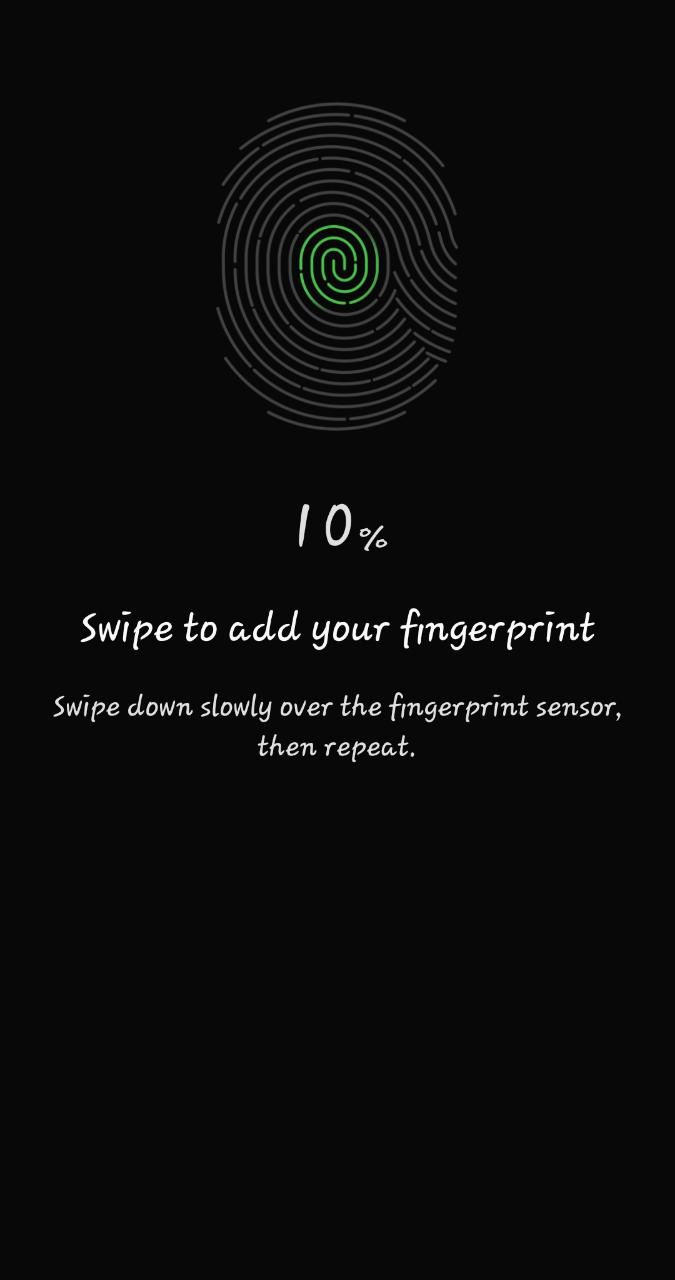 10%
Swipe to add your fingerprint
Swipe down slowly over the fingerprint sensor,
then repeat.